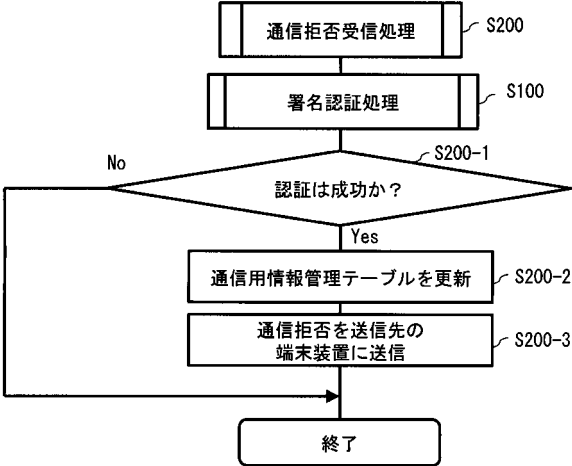 通信拒否受信処理
S200
署名認証処理
S100
S200-1
No
認証は成功か？
Yes
通信用情報管理テーブルを更新
S200-2
通信拒否を送信先の
端末装置に送信
S200-3
終了